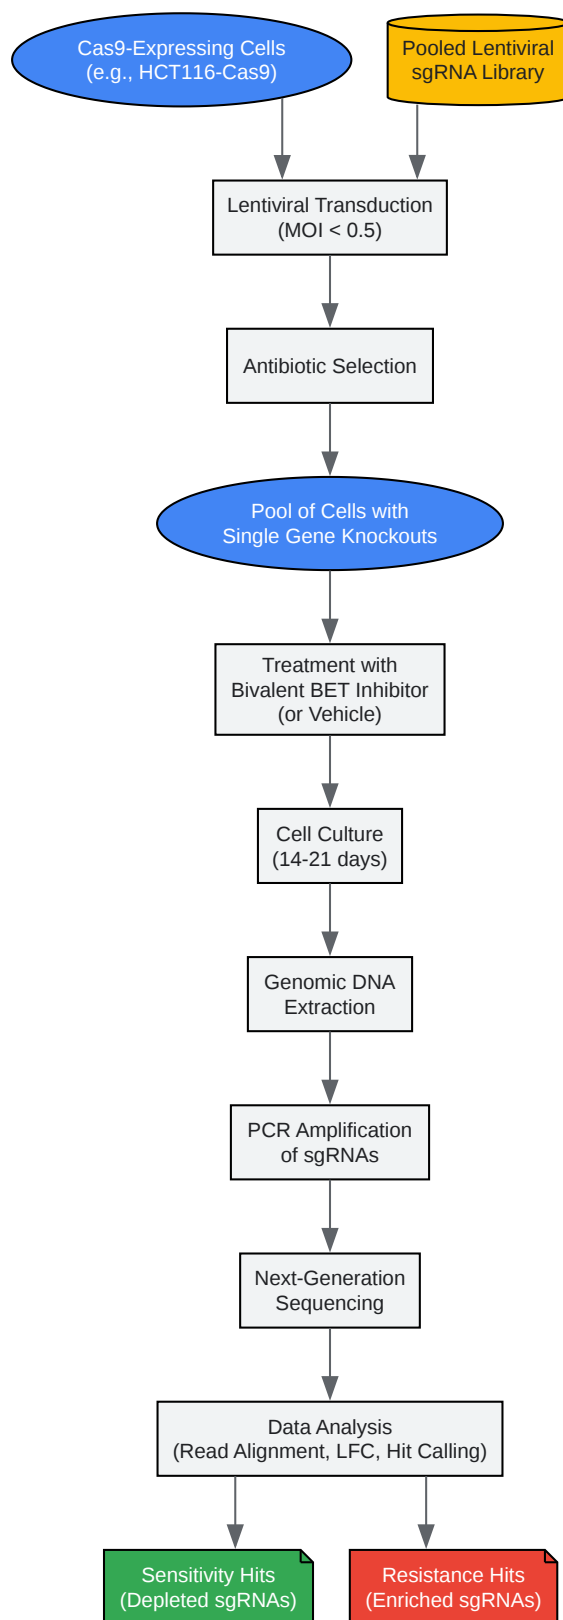 Cas9-Expressing Cells
(e.g., HCT116-Cas9)
Pooled Lentiviral
sgRNA Library
Lentiviral Transduction
(MOI < 0.5)
Antibiotic Selection
Pool of Cells with
Single Gene Knockouts
Treatment with
Bivalent BET Inhibitor
(or Vehicle)
Cell Culture
(14-21 days)
Genomic DNA
Extraction
PCR Amplification
of sgRNAs
Next-Generation
Sequencing
Data Analysis
(Read Alignment, LFC, Hit Calling)
Sensitivity Hits
(Depleted sgRNAs)
Resistance Hits
(Enriched sgRNAs)